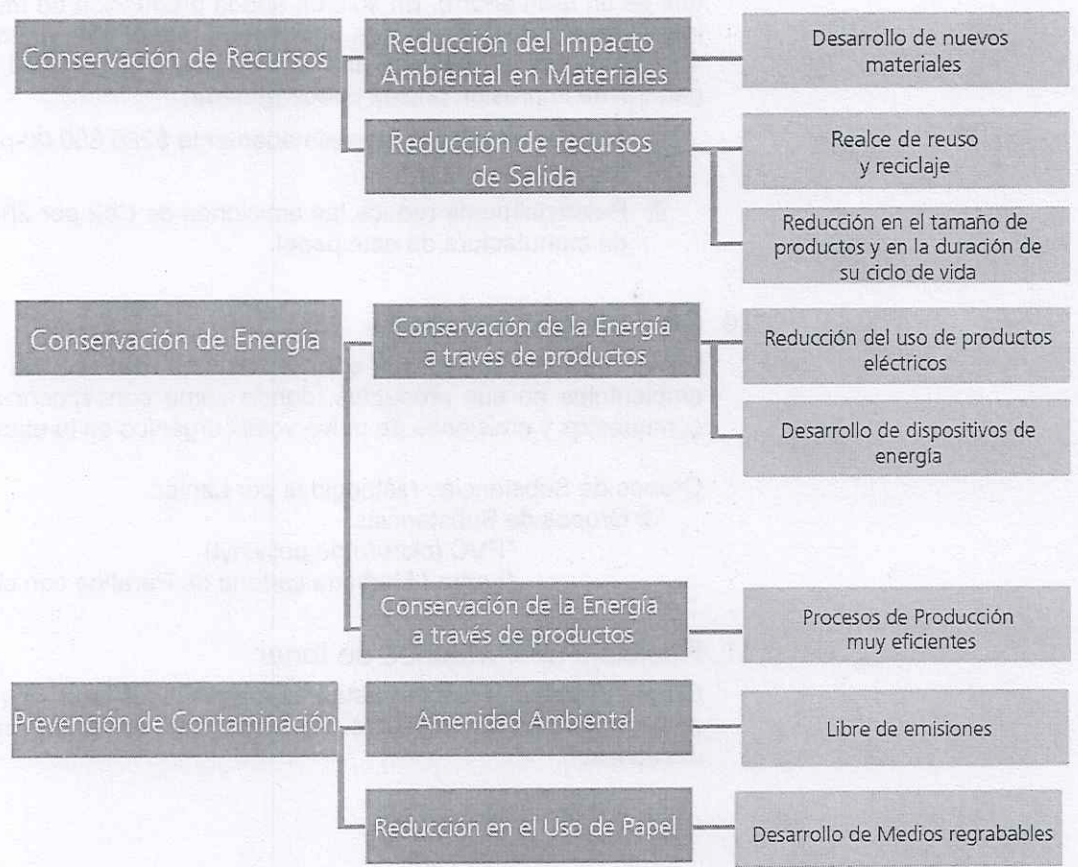 Conservación de Recursos
Reducción del Impacto
Ambiental en Materiales
Desarrollo de nuevos
materiales
Reducción de recursos
de Salida
Realce de reuso
y reciclaje
Reducción en el tamaño de
productos y en la duración de
su ciclo de vida
Conservación de Energía
Conservación de la Energía
a través de productos
Reducción del uso de productos
eléctricos
Desarrollo de dispositivos de
energía
Conservación de la Energía
a través de productos
Procesos de Producción
muy eficientes
Prevención de Contaminación
Amenidad Ambiental
Libre de emisiones
Reducción en el Uso de Papel
Desarrollo de Medios regrabables